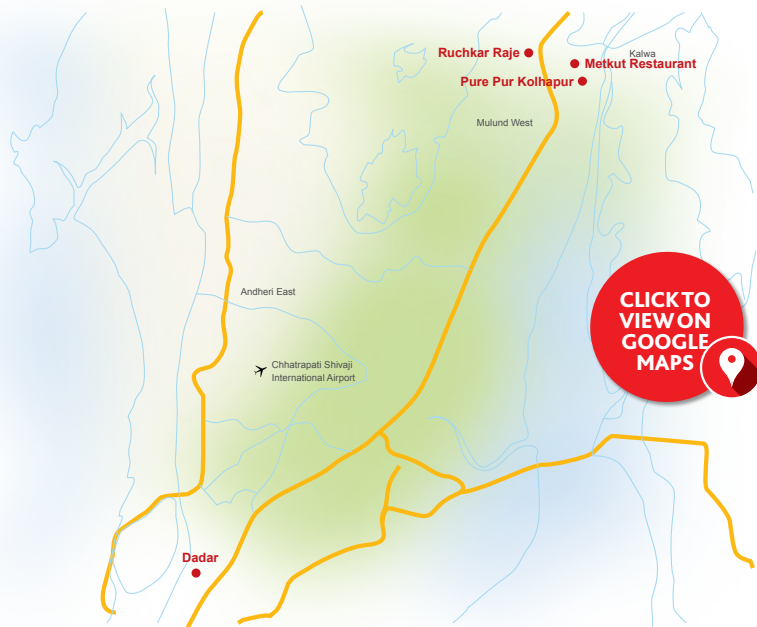 Ruchkar Raje
Kalwa
Metkut Restaurant
Pure Pur Kolhapur
Mulund West
Andheri East
CLICK TO
VIEW ON
GOOGLE
MAPS
Chhatrapati Shivaji
International Airport
Dadar